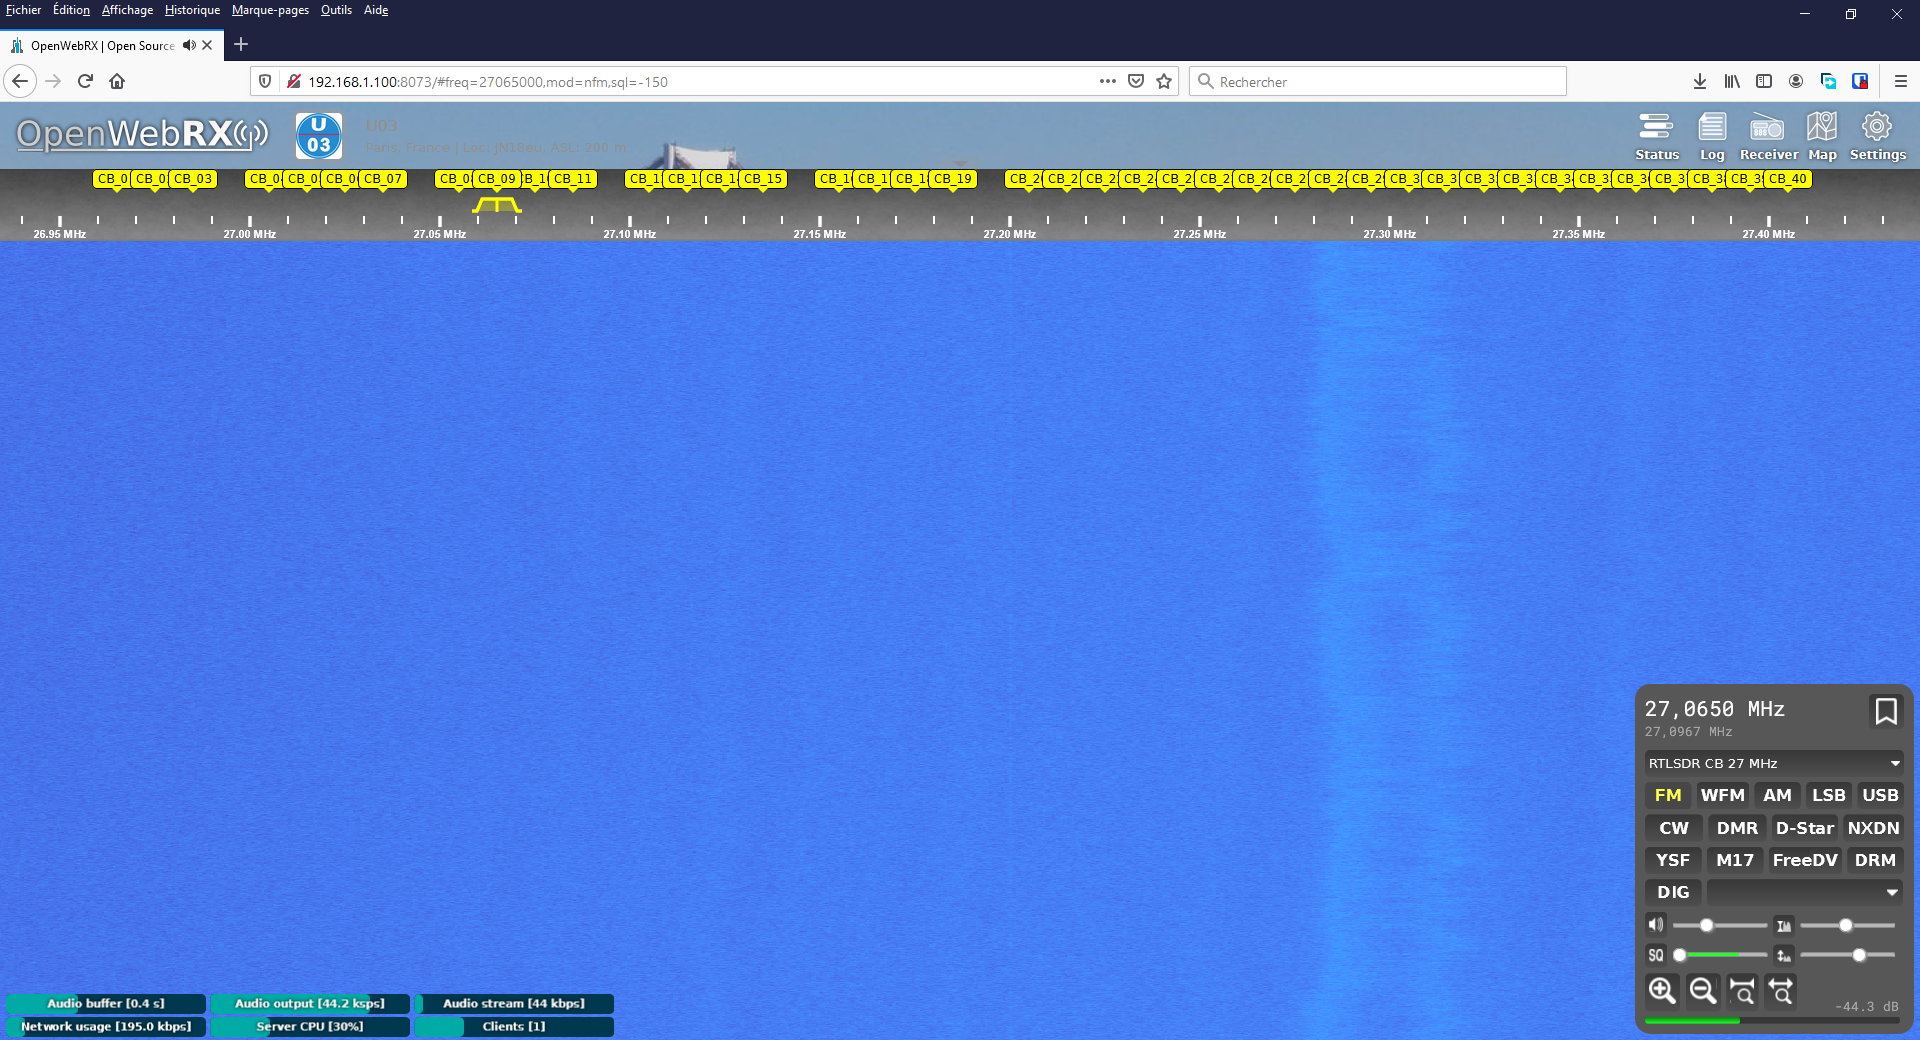 Fichier Édition Affichage Historique Marque-pages Outils Aide
OpenWebRX | Open Source
192.168.1.100:8073/#freq=27065000,mod=nfm,sql=-150
Rechercher
OpenWebRX
U 03
U03
Paris, France | Loc: JN18eu, ASL: 200 m
Status Log Receiver Map Settings
CB_0 CB_0 CB_03 CB_0 CB_0 CB_0 CB_07 CB_0 CB_09 B_1 CB_11 CB_1 CB_1 CB_1 CB_15 CB_1 CB_1 CB_1 CB_19 CB_2 CB_2 CB_2 CB_2 CB_2 CB_2 CB_2 CB_2 CB_2 CB_2 CB_3 CB_3 CB_3 CB_3 CB_3 CB_3 CB_3 CB_3 CB_3 CB_3 CB_40
26.95 MHz 27.00 MHz 27.05 MHz 27.10 MHz 27.15 MHz 27.20 MHz 27.25 MHz 27.30 MHz 27.35 MHz 27.40 MHz
27,0650 MHz
27,0967 MHz
RTLSDR CB 27 MHz
FM WFM AM LSB USB
CW DMR D-Star NXDN
YSF M17 FreeDV DRM
DIG
SQ
-44.3 dB
Audio buffer [0.4 s] Audio output [44.2 ksps] Audio stream [44 kbps]
Network usage [195.0 kbps] Server CPU [30%] Clients [1]